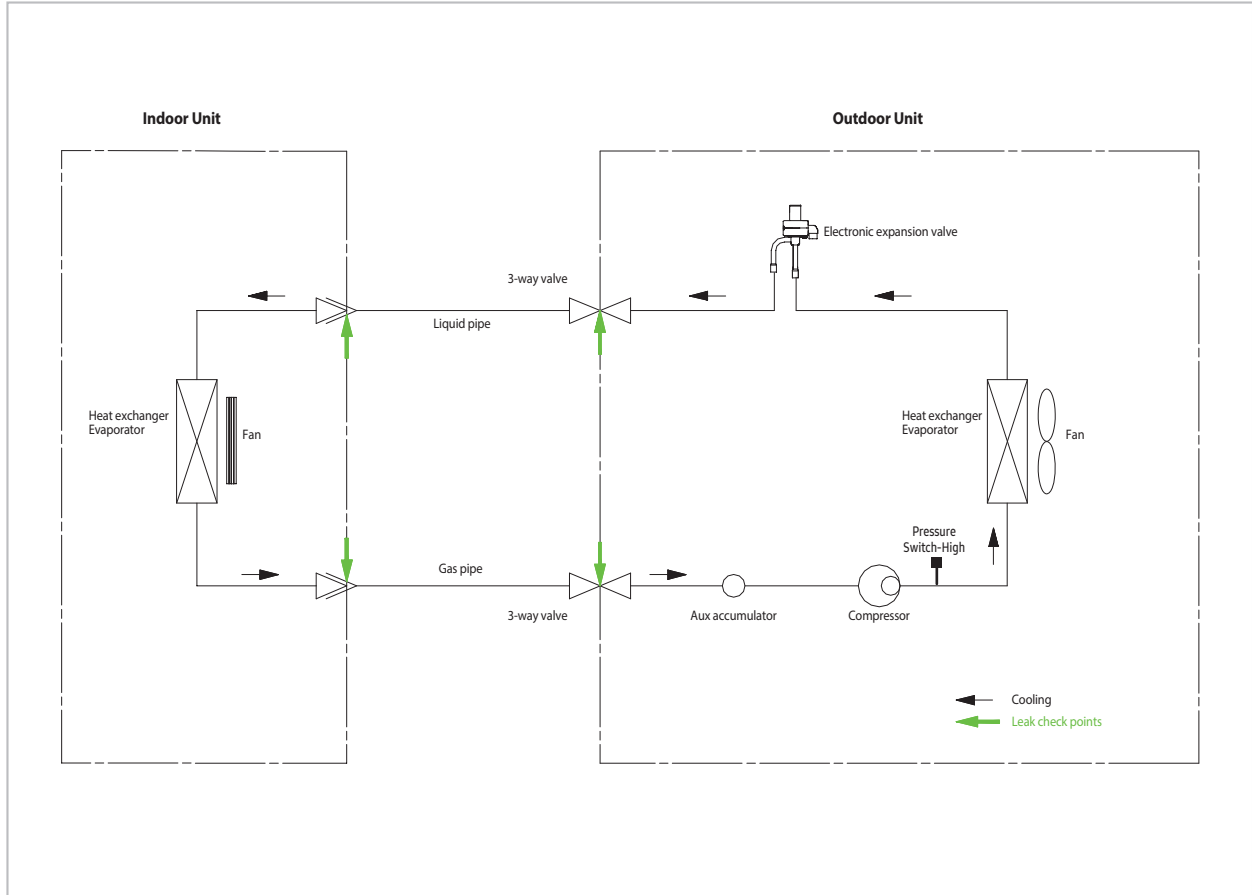 Indoor Unit
Outdoor Unit
Electronic expansion valve
3-way valve
Liquid pipe
Heat exchanger
Evaporator
Fan
Heat exchanger
Evaporator
Fan
Pressure
Switch-High
Gas pipe
3-way valve
Aux accumulator
Compressor
Cooling
Leak check points